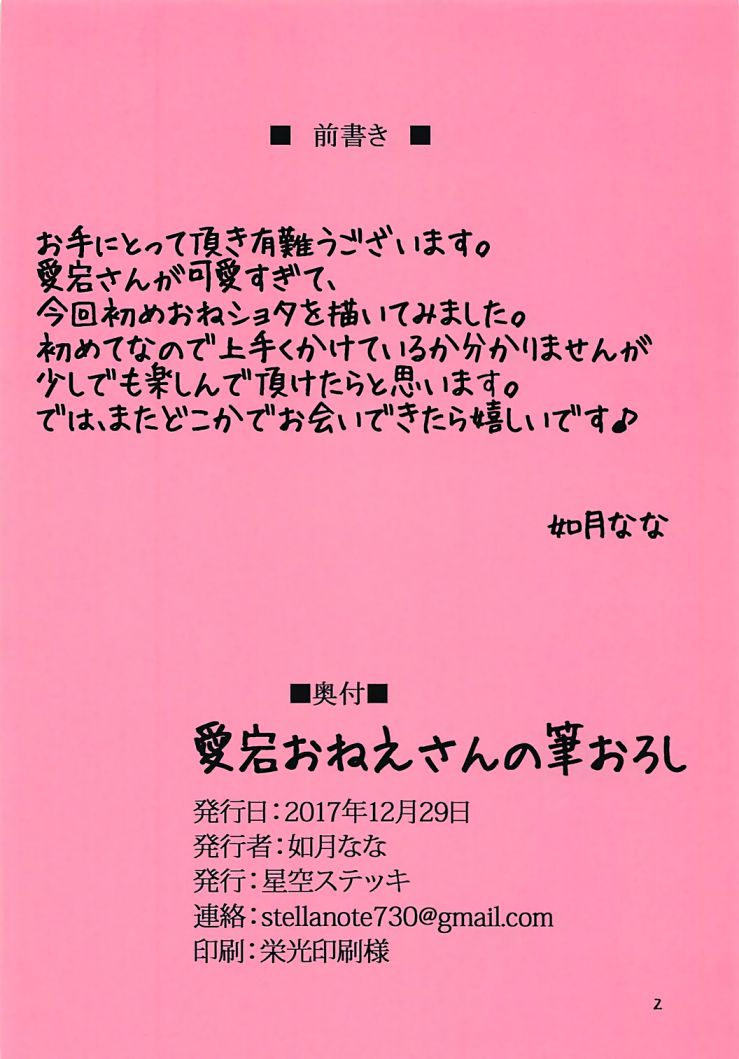 ■ 前書き ■
お手にとって頂き有難うございます。
愛宕さんが可愛すぎて、
今回初めおねショタを描いてみました。
初めてなので上手くかけているか分かりませんが
少しでも楽しんで頂けたらと思います。
では、またどこかでお会いできたら嬉しいです♪
如月なな
■奥付■
愛宕おねえさんの筆おろし
発行日：2017年12月29日
発行者：如月なな
発行：星空ステッキ
連絡：stellanote730@gmail.com
印刷：栄光印刷様
2